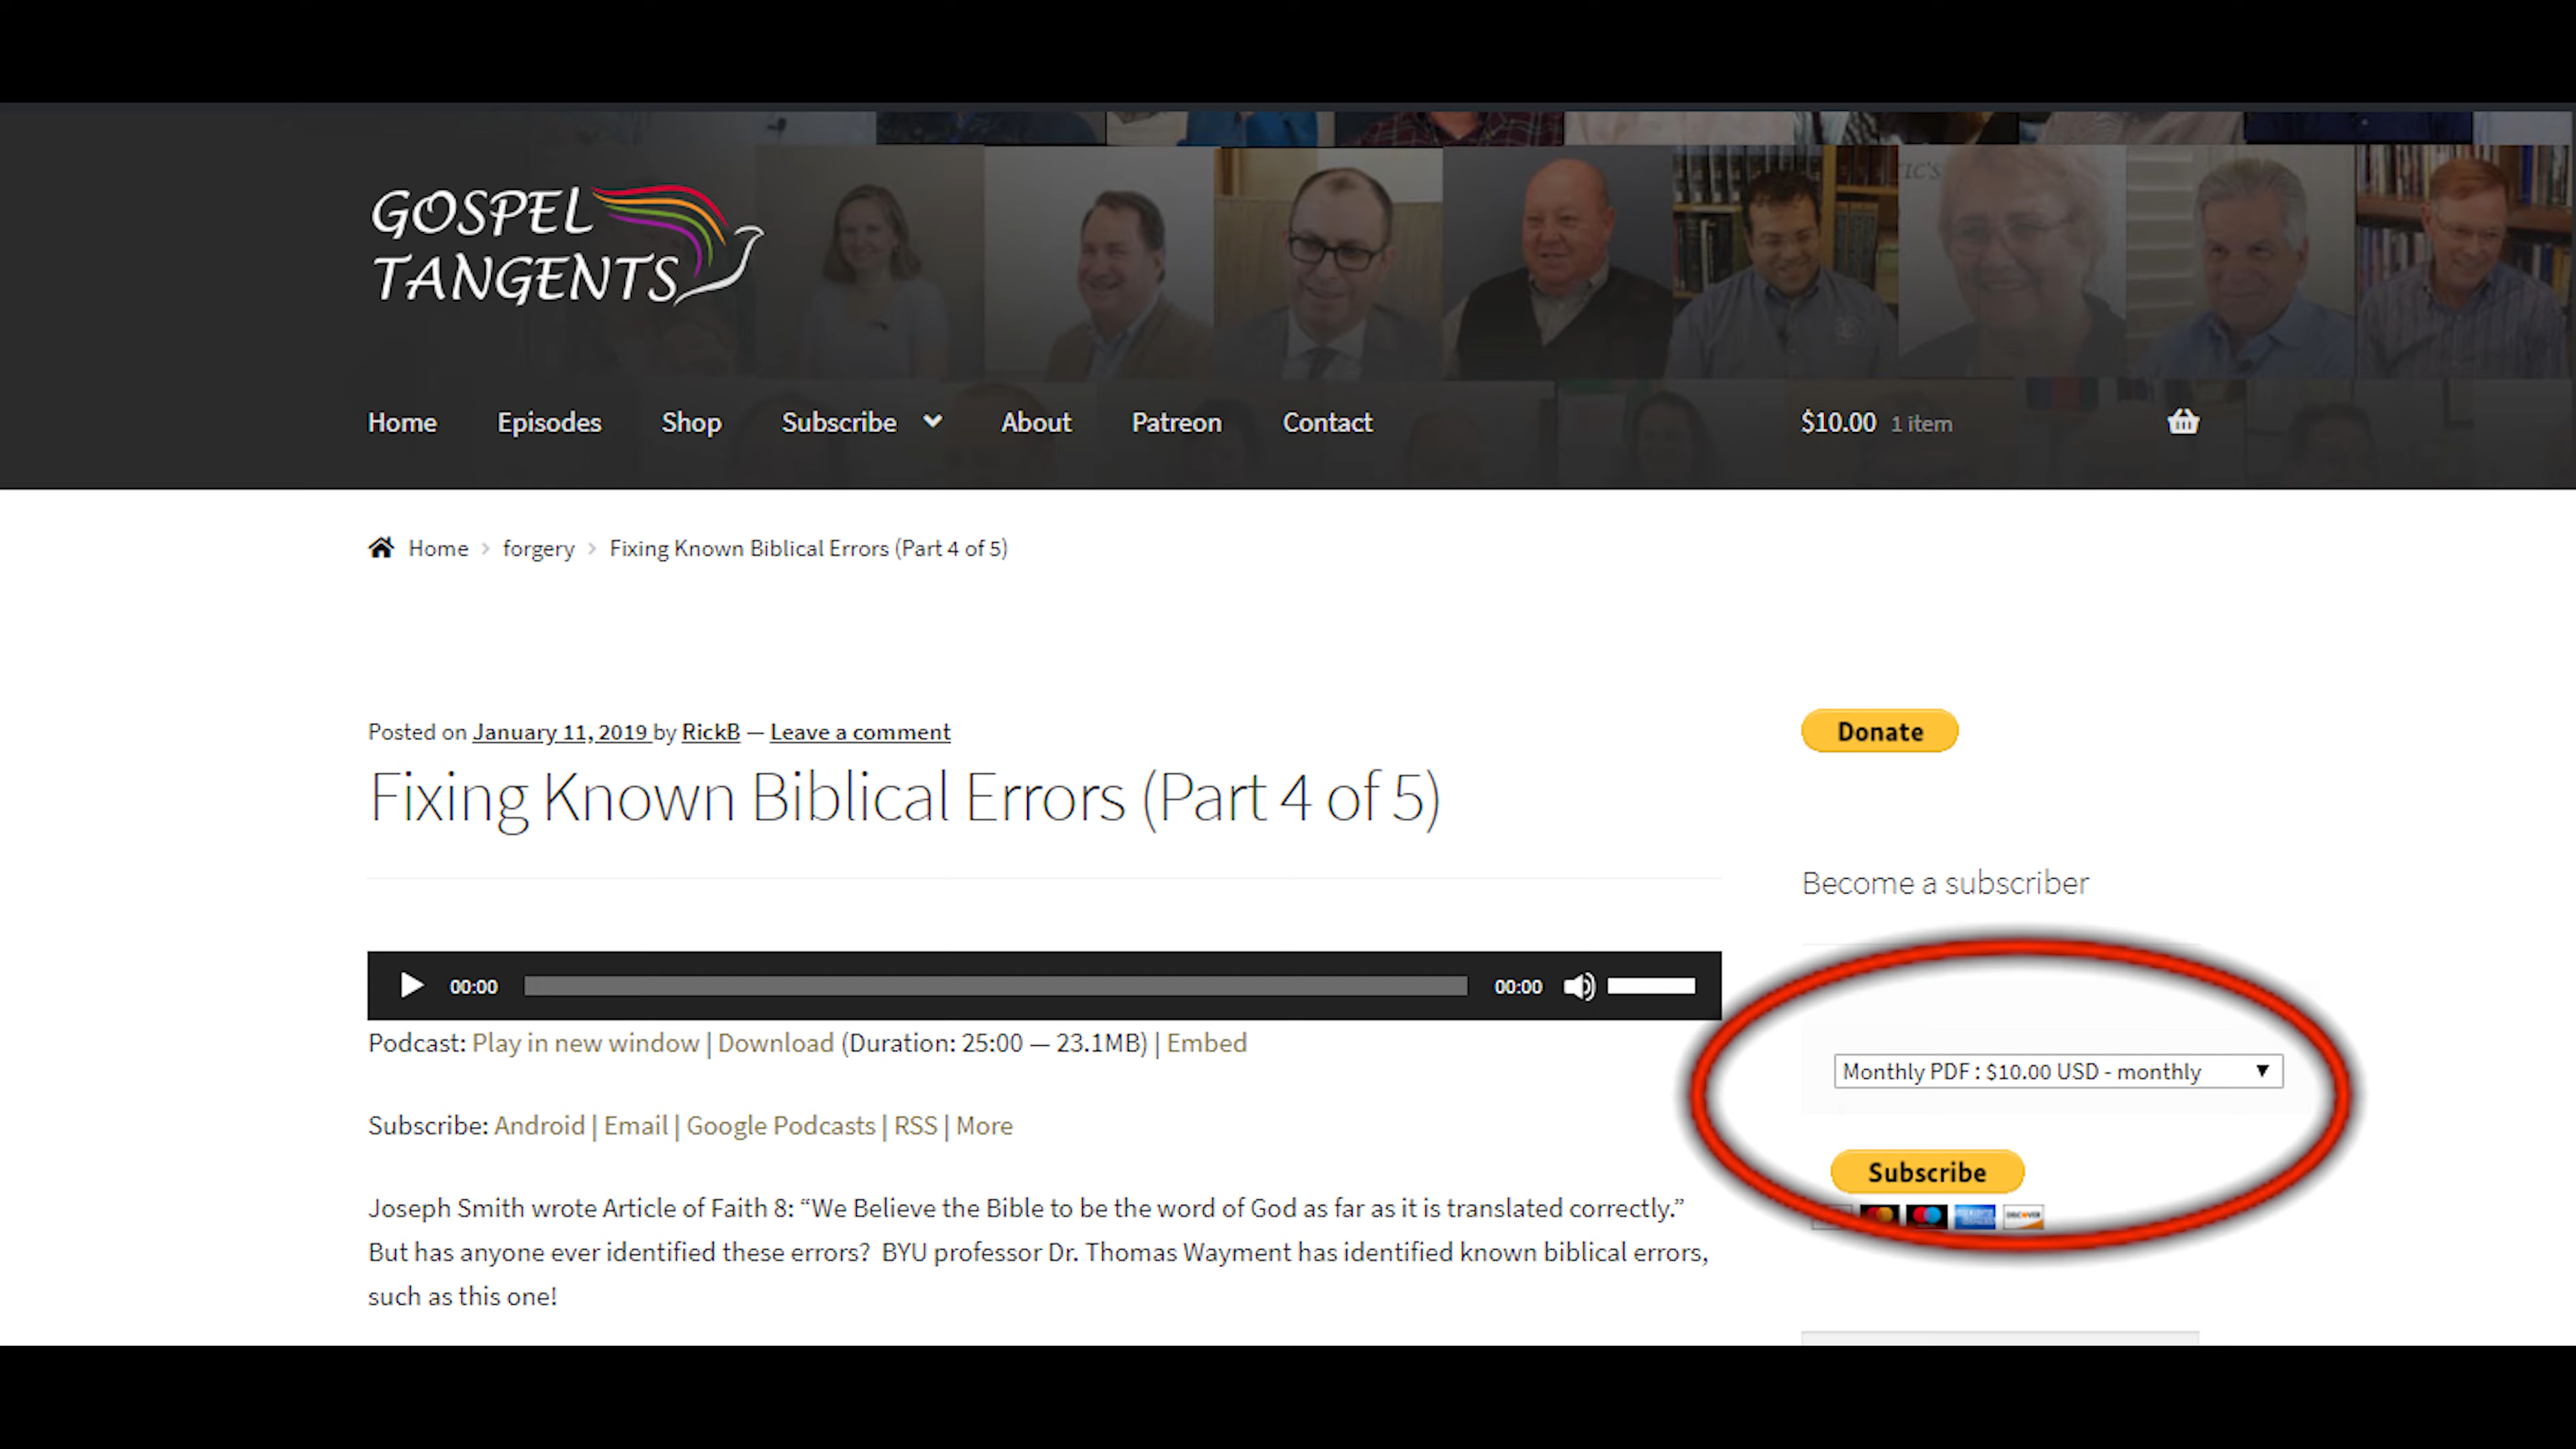 GOSPEL
TANGENTS
TIC'S
Home Episodes Shop Subscribe About Patreon Contact $10.00 1 item
Home > forgery > Fixing Known Biblical Errors (Part 4 of 5)
Posted on January 11, 2019 by RickB — Leave a comment
Donate
Fixing Known Biblical Errors (Part 4 of 5)
Become a subscriber
00:00 00:00
Podcast: Play in new window | Download (Duration: 25:00 — 23.1MB) | Embed
Monthly PDF : $10.00 USD - monthly
Subscribe: Android | Email | Google Podcasts | RSS | More
Subscribe
Joseph Smith wrote Article of Faith 8: “We Believe the Bible to be the word of God as far as it is translated correctly.”
But has anyone ever identified these errors?  BYU professor Dr. Thomas Wayment has identified known biblical errors,
such as this one!
DISCOVER